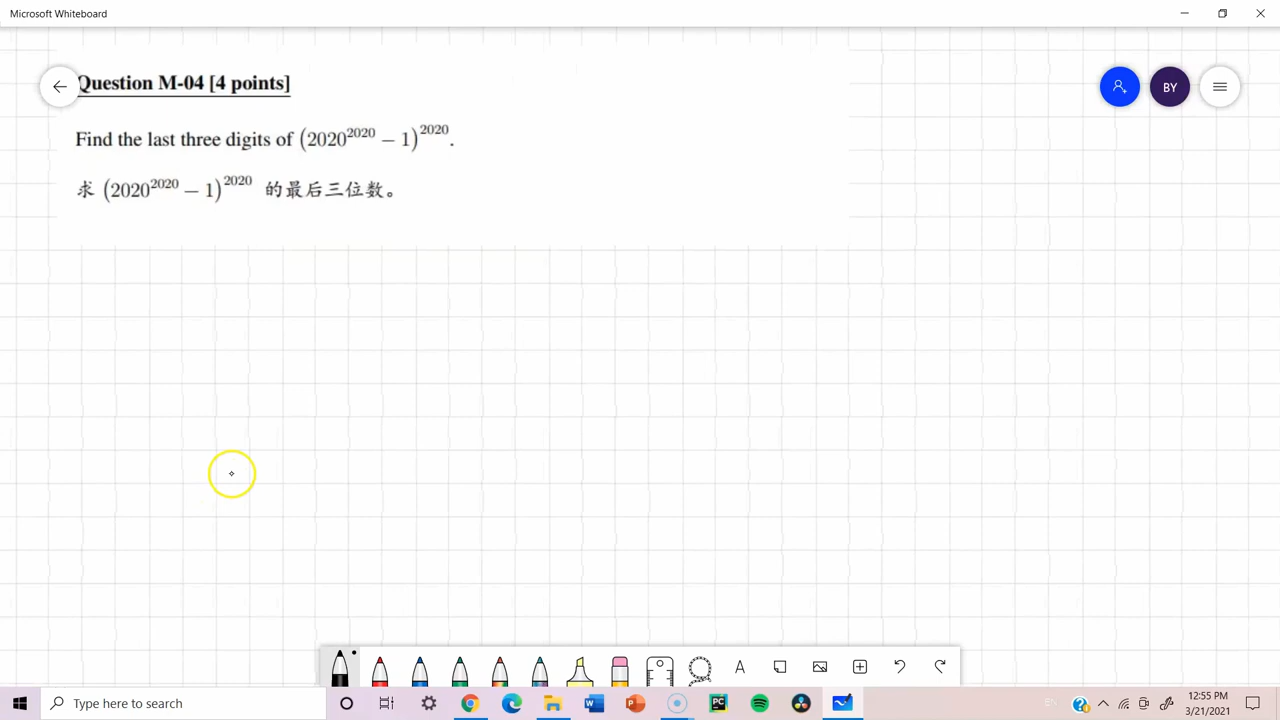 Microsoft Whiteboard
Question M-04 [4 points]
BY
Find the last three digits of (2020^2020 − 1)^2020.
求 (2020^2020 − 1)^2020 的最后三位数。
A
Type here to search
12:55 PM
3/21/2021